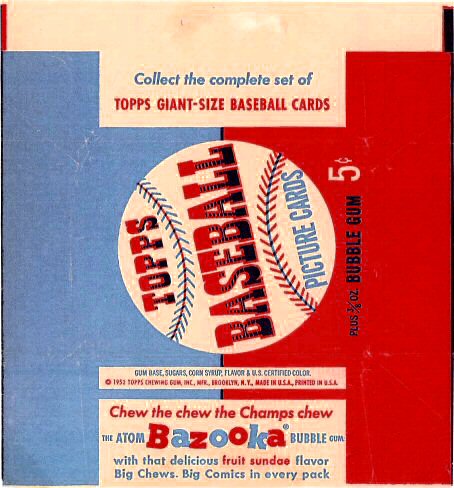 Collect the complete set of
TOPPS GIANT-SIZE BASEBALL CARDS
TOPPS
BASEBALL
PICTURE CARDS
5¢
PLUS 3/8 OZ. BUBBLE GUM
GUM BASE, SUGARS, CORN SYRUP, FLAVOR & U.S. CERTIFIED COLOR.
© 1952 TOPPS CHEWING GUM, INC., MFR., BROOKLYN, N.Y., MADE IN U.S.A., PRINTED IN U.S.A.
Chew the chew the Champs chew
THE ATOM Bazooka® BUBBLE GUM
with that delicious fruit sundae flavor
Big Chews. Big Comics in every pack